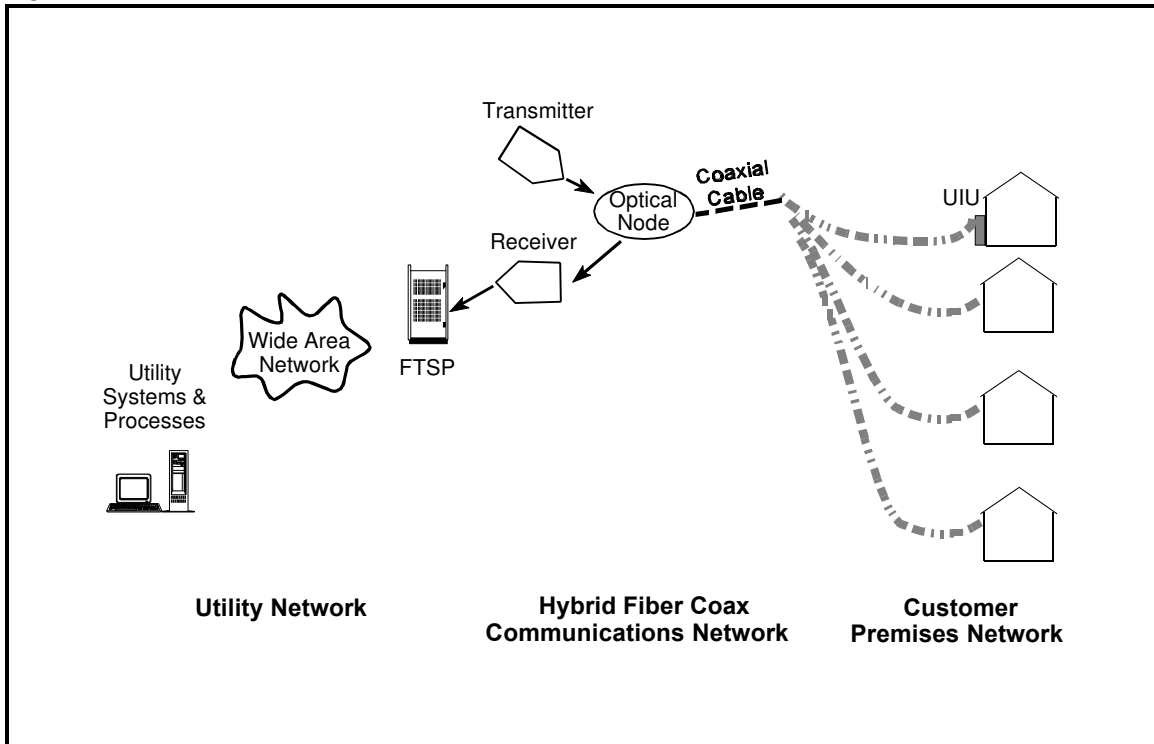 Transmitter
Optical
Node
Coaxial
Cable
UIU
Receiver
Wide Area
Network
FTSP
Utility
Systems &
Processes
Utility Network
Hybrid Fiber Coax
Communications Network
Customer
Premises Network